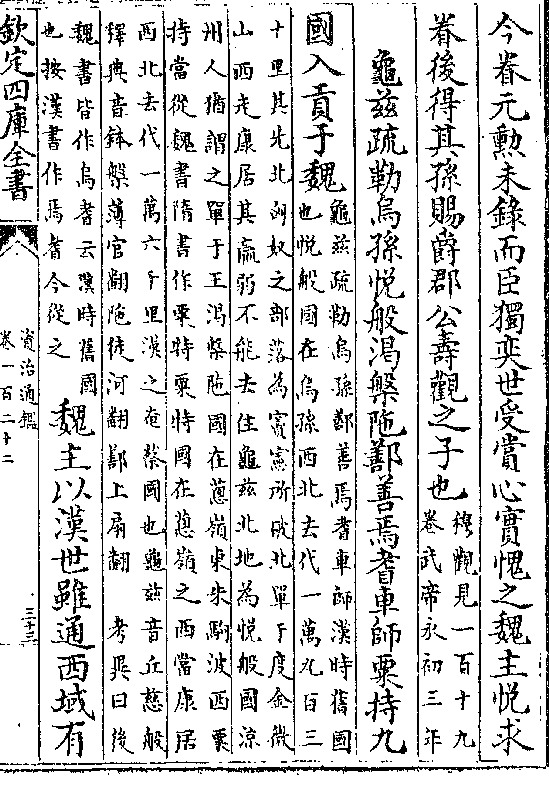 今眷元勳未錄而臣獨奕世受賞心實愧之魏主悅求
眷後得其孫賜爵郡公壽觀之子也
穆觀見一百十九
卷武帝永初三年
龜兹疏勒烏孫悅般渴槃陁鄯善焉耆車師粟持九
國入貢于魏
龜兹疏勒烏孫鄯善焉耆車師漢時舊國
也悅般國在烏孫西北去代一萬九百三
十里其先北匈奴之部落為竇憲所破北單于度金微
山西走康居其羸弱不能去住龜兹北地為悅般國涼
州人猶謂之單于王渴槃陁國在蔥嶺東朱駒波西粟
持當從魏書隋書作粟特粟特國在蔥嶺之西當康居
西北去代一萬六千里漢之奄蔡國也龜兹音丘慈般
釋典音鉢槃薄官翻陁徒河翻鄯上扇翻 考異曰後
魏書皆作烏耆云漢時舊國
也按漢書作焉耆今從之
魏主以漢世雖通西域有
欽定四庫全書
資治通鑑
卷一百二十二
三十三